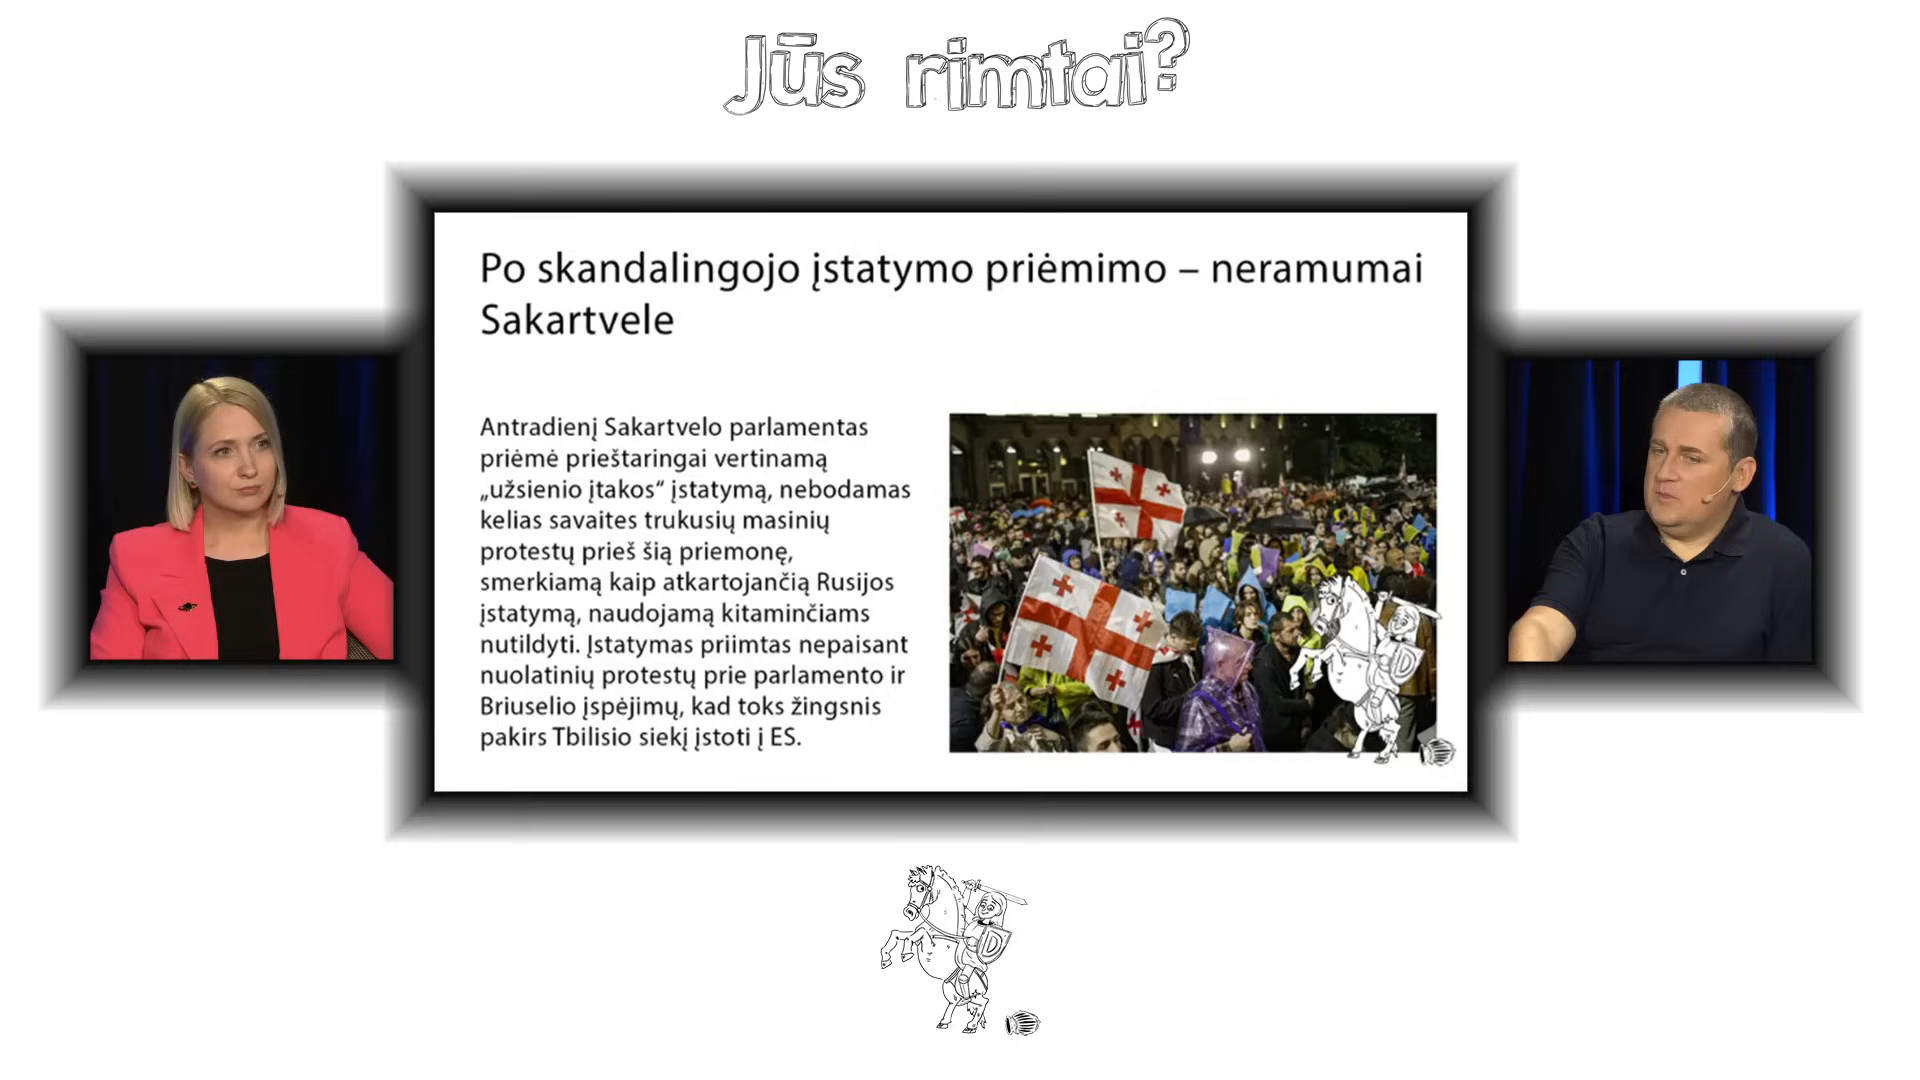 Jūs rimtai?
Po skandalingojo įstatymo priėmimo – neramumai
Sakartvele
Antradienį Sakartvelo parlamentas
priėmė prieštaringai vertinamą
„užsienio įtakos“ įstatymą, nebodamas
kelias savaites trukusių masinių
protestų prieš šią priemonę,
smerkiamą kaip atkartojančią Rusijos
įstatymą, naudojamą kitaminčiams
nutildyti. Įstatymas priimtas nepaisant
nuolatinių protestų prie parlamento ir
Briuselio įspėjimų, kad toks žingsnis
pakirs Tbilisio siekį įstoti į ES.
D
D